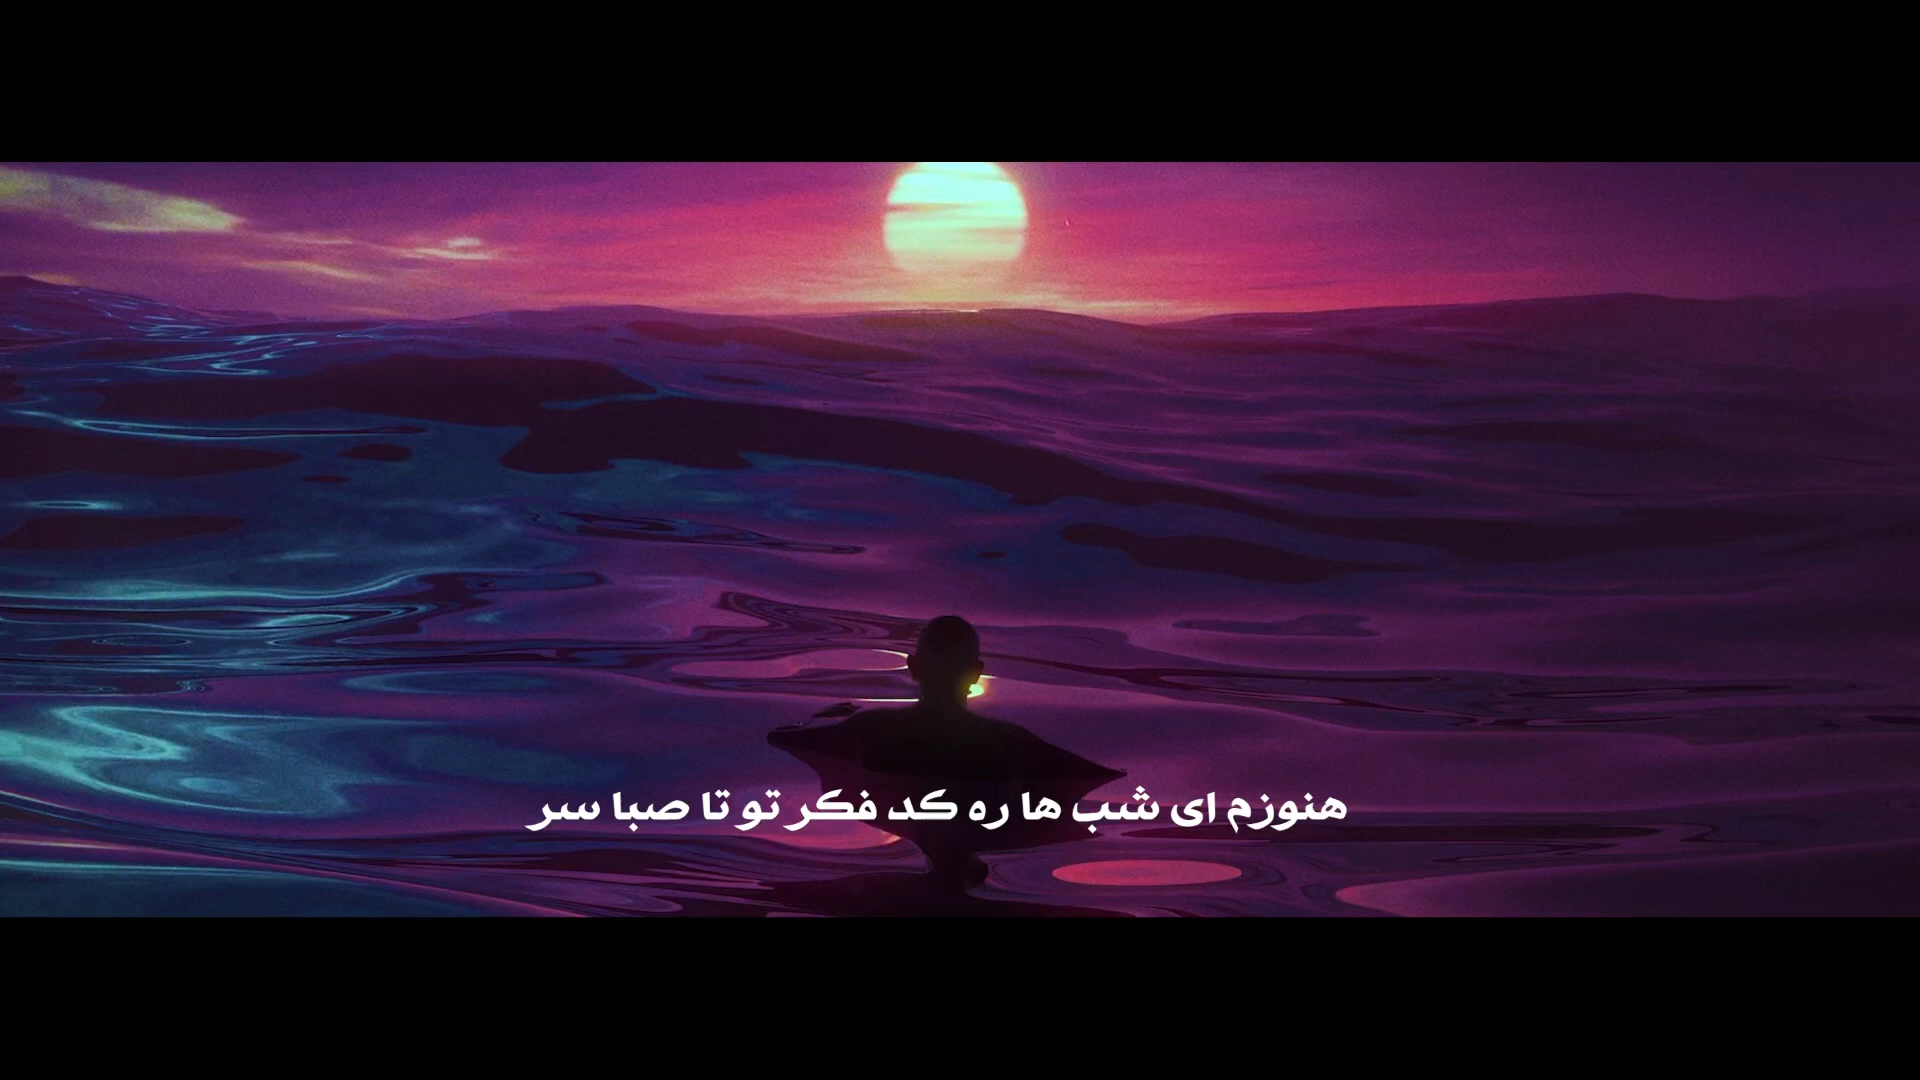 هنوزم ای شب ها ره کد فکر تو تا صبا سر